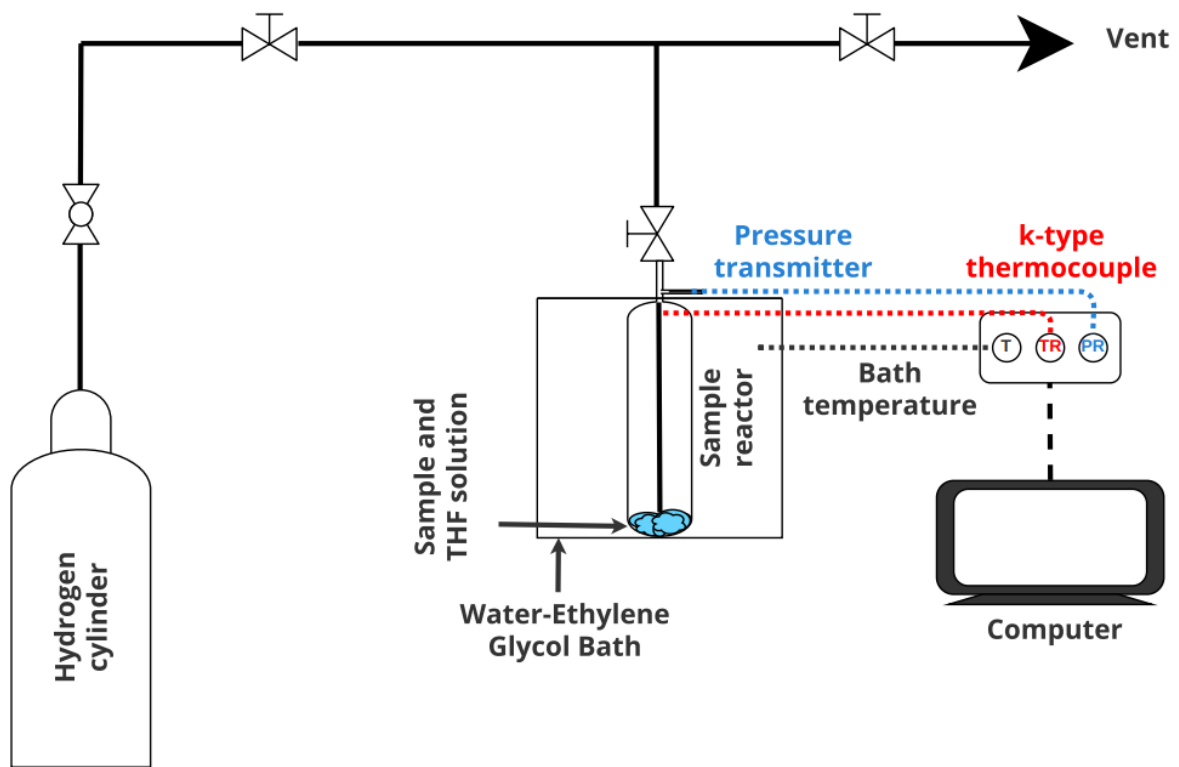 Vent
Pressure
transmitter
k-type
thermocouple
T
TR
PR
Bath
temperature
Sample
reactor
Sample and
THF solution
Water-Ethylene
Glycol Bath
Hydrogen
cylinder
Computer